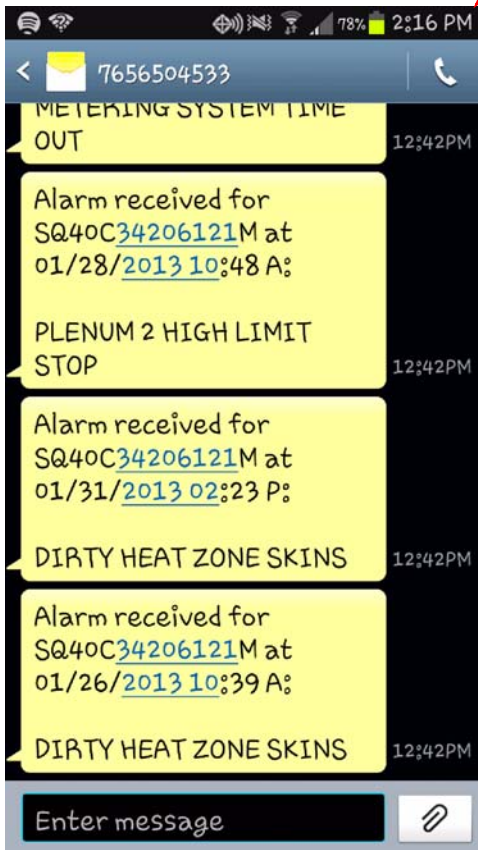 78% 2:16 PM
7656504533
METERING SYSTEM TIME
OUT
12:42PM
Alarm received for
SQ40C34206121M at
01/28/2013 10:48 A:
PLENUM 2 HIGH LIMIT
STOP
12:42PM
Alarm received for
SQ40C34206121M at
01/31/2013 02:23 P:
DIRTY HEAT ZONE SKINS
12:42PM
Alarm received for
SQ40C34206121M at
01/26/2013 10:39 A:
DIRTY HEAT ZONE SKINS
12:42PM
Enter message